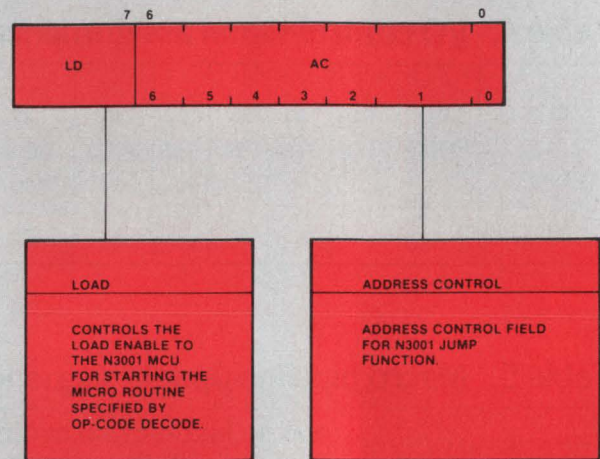 7 6 0
LD AC
6 5 4 3 2 1 0
LOAD
CONTROLS THE
LOAD ENABLE TO
THE N3001 MCU
FOR STARTING THE
MICRO ROUTINE
SPECIFIED BY
OP-CODE DECODE.
ADDRESS CONTROL
ADDRESS CONTROL FIELD
FOR N3001 JUMP
FUNCTION.